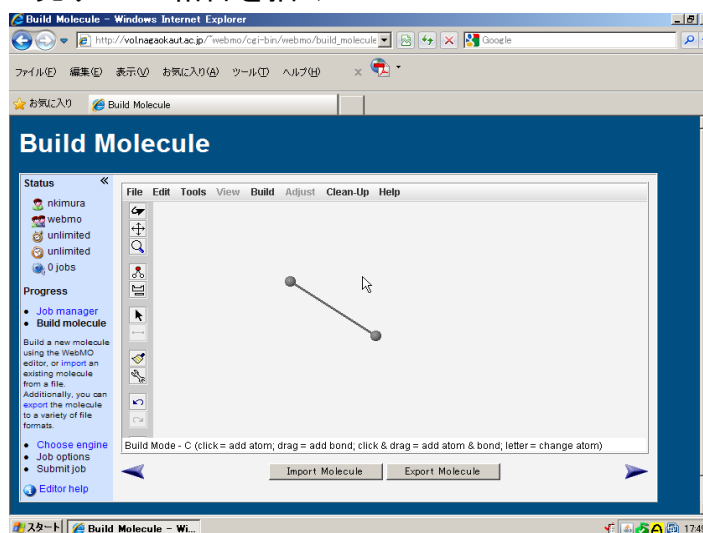 Build Molecule - Windows Internet Explorer
http://volnagaokaut.ac.jp/~webmo/cgi-bin/webmo/build_molecule
Google
ファイル(F) 編集(E) 表示(V) お気に入り(A) ツール(T) ヘルプ(H)
お気に入り Build Molecule
Build Molecule
Status
nkimura
webmo
unlimited
unlimited
0 jobs
Progress
Job manager
Build molecule
Build a new molecule
using the WebMO
editor, or import an
existing molecule
from a file.
Additionally, you can
export the molecule
to a variety of file
formats.
Choose engine
Job options
Submit job
Editor help
File Edit Tools View Build Adjust Clean-Up Help
Build Mode - C (click = add atom; drag = add bond; click & drag = add atom & bond; letter = change atom)
Import Molecule Export Molecule
スタート Build Molecule - Wi... 17:49